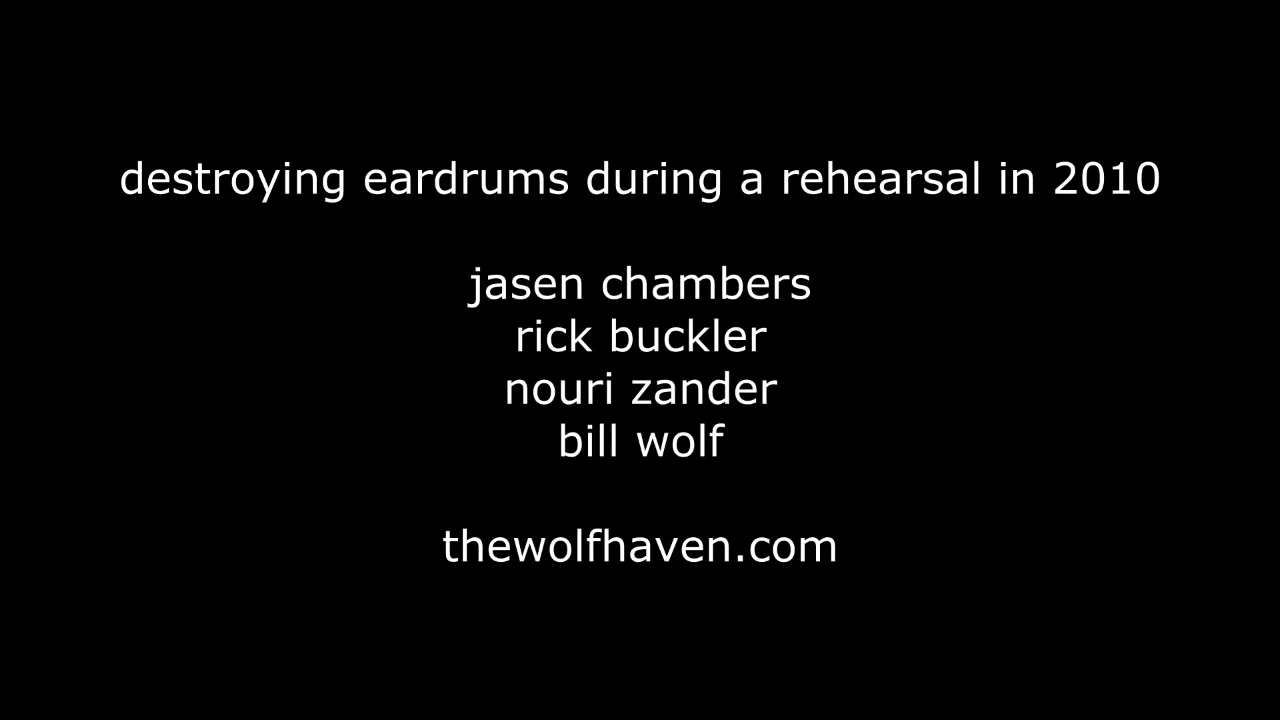 destroying eardrums during a rehearsal in 2010
jasen chambers
rick buckler
nouri zander
bill wolf
thewolfhaven.com